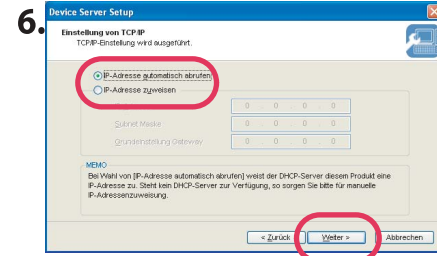 6.
Device Server Setup
Einstellung von TCP/IP
TCP/IP-Einstellung wird ausgeführt.
IP-Adresse automatisch abrufen
IP-Adresse zuweisen
0 . 0 . 0 . 0
Subnet Maske 0 . 0 . 0 . 0
Grundeinstellung Gateway 0 . 0 . 0 . 0
MEMO
Bei Wahl von [IP-Adresse automatisch abrufen] weist der DHCP-Server diesem Produkt eine
IP-Adresse zu. Steht kein DHCP-Server zur Verfügung, so sorgen Sie bitte für manuelle
IP-Adressenzuweisung.
< Zurück Weiter > Abbrechen